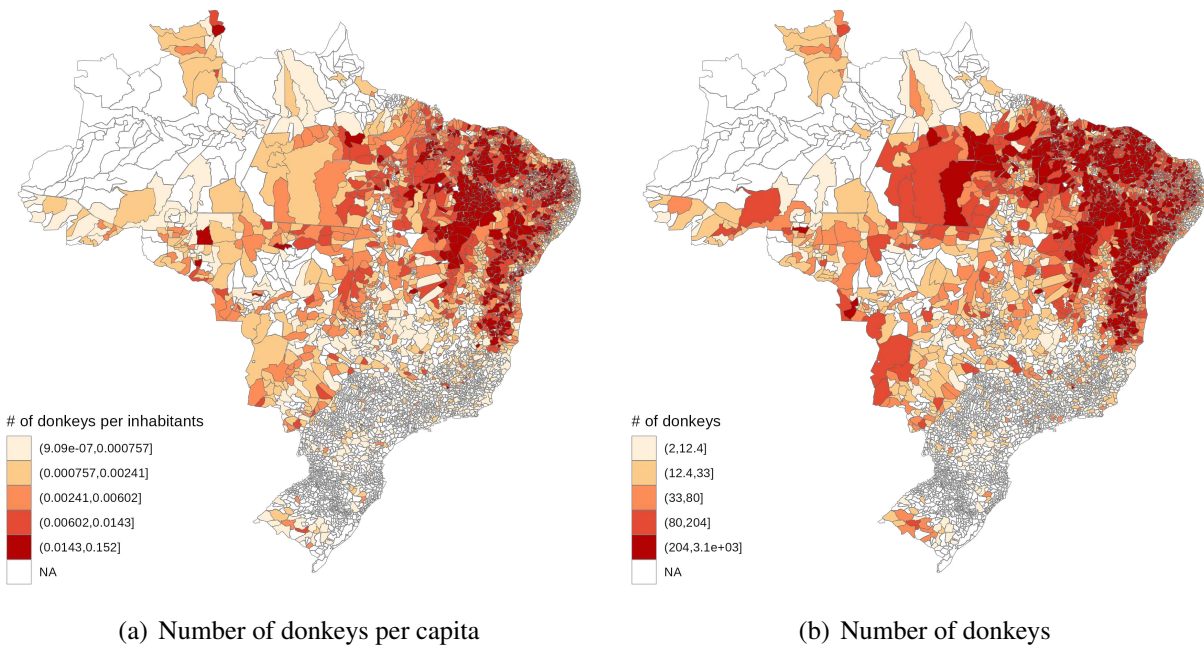 # of donkeys per inhabitants
(9.09e-07,0.000757]
(0.000757,0.00241]
(0.00241,0.00602]
(0.00602,0.0143]
(0.0143,0.152]
NA
(a) Number of donkeys per capita
# of donkeys
(2,12.4]
(12.4,33]
(33,80]
(80,204]
(204,3.1e+03]
NA
(b) Number of donkeys